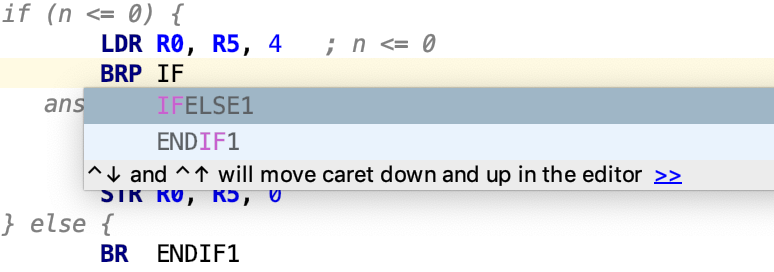 if (n <= 0) {
LDR R0, R5, 4 ; n <= 0
BRP IF
ans
IFELSE1
ENDIF1
^↓ and ^↑ will move caret down and up in the editor >>
STR R0, R5, 0
} else {
BR ENDIF1